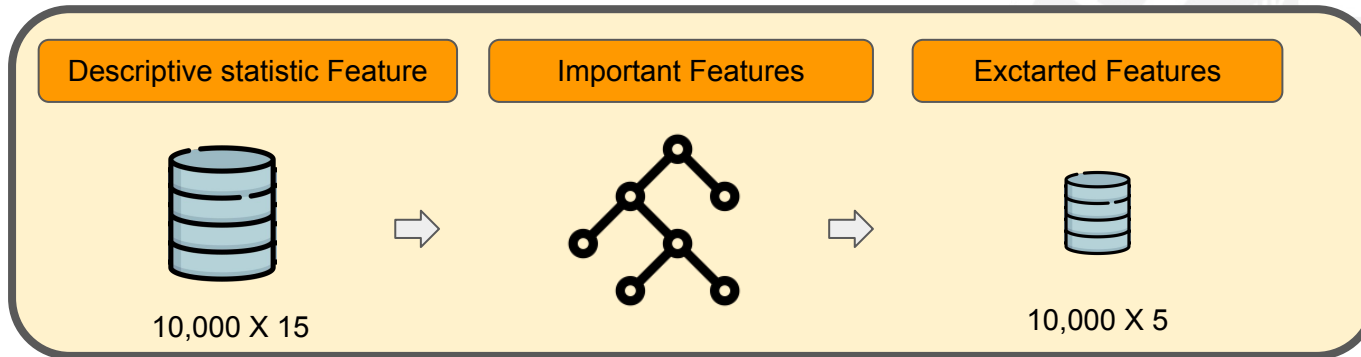 Descriptive statistic Feature
Important Features
Exctarted Features
10,000 X 15
10,000 X 5